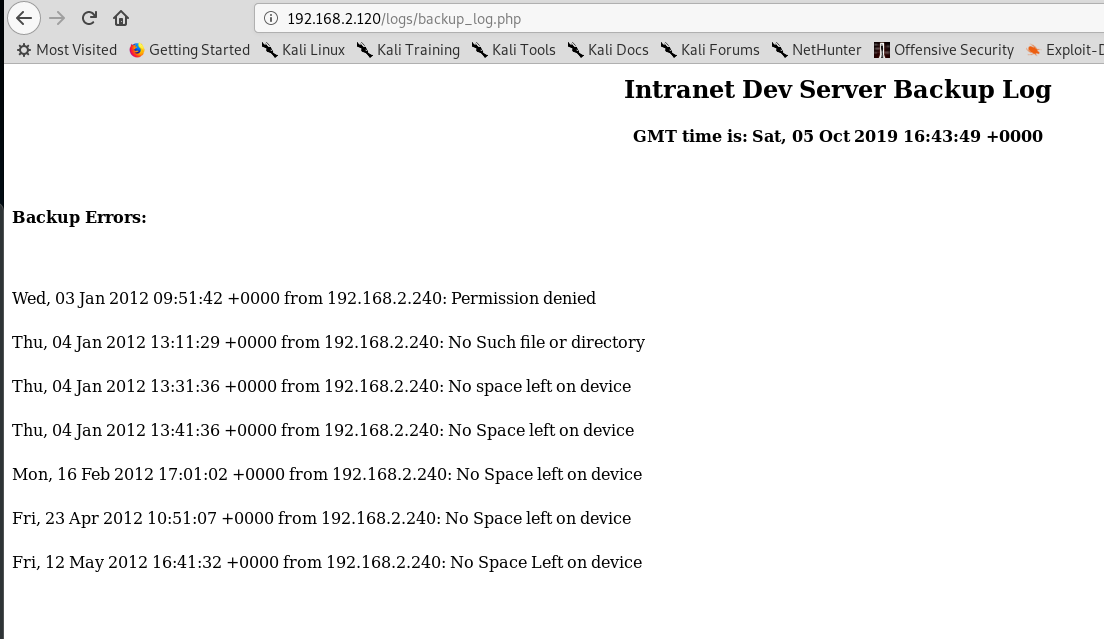 192.168.2.120/logs/backup_log.php
Most Visited Getting Started Kali Linux Kali Training Kali Tools Kali Docs Kali Forums NetHunter Offensive Security Exploit-D
Intranet Dev Server Backup Log
GMT time is: Sat, 05 Oct 2019 16:43:49 +0000
Backup Errors:
Wed, 03 Jan 2012 09:51:42 +0000 from 192.168.2.240: Permission denied
Thu, 04 Jan 2012 13:11:29 +0000 from 192.168.2.240: No Such file or directory
Thu, 04 Jan 2012 13:31:36 +0000 from 192.168.2.240: No space left on device
Thu, 04 Jan 2012 13:41:36 +0000 from 192.168.2.240: No Space left on device
Mon, 16 Feb 2012 17:01:02 +0000 from 192.168.2.240: No Space left on device
Fri, 23 Apr 2012 10:51:07 +0000 from 192.168.2.240: No Space left on device
Fri, 12 May 2012 16:41:32 +0000 from 192.168.2.240: No Space Left on device